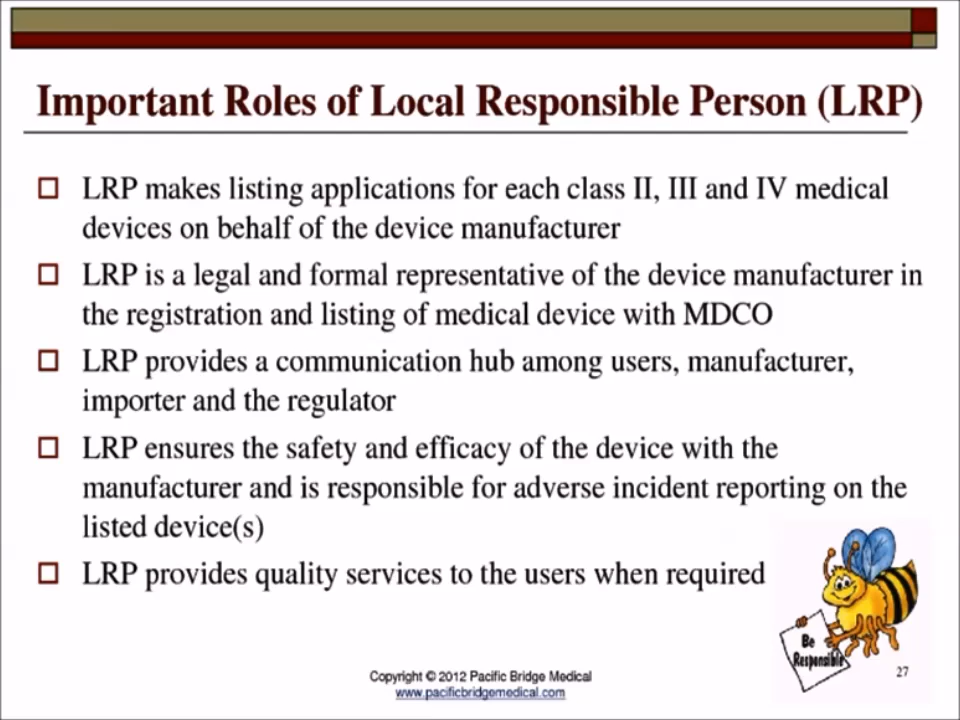 Important Roles of Local Responsible Person (LRP)
LRP makes listing applications for each class II, III and IV medical
devices on behalf of the device manufacturer
LRP is a legal and formal representative of the device manufacturer in
the registration and listing of medical device with MDCO
LRP provides a communication hub among users, manufacturer,
importer and the regulator
LRP ensures the safety and efficacy of the device with the
manufacturer and is responsible for adverse incident reporting on the
listed device(s)
LRP provides quality services to the users when required
Be
Responsible
Copyright © 2012 Pacific Bridge Medical
www.pacificbridgemedical.com
27